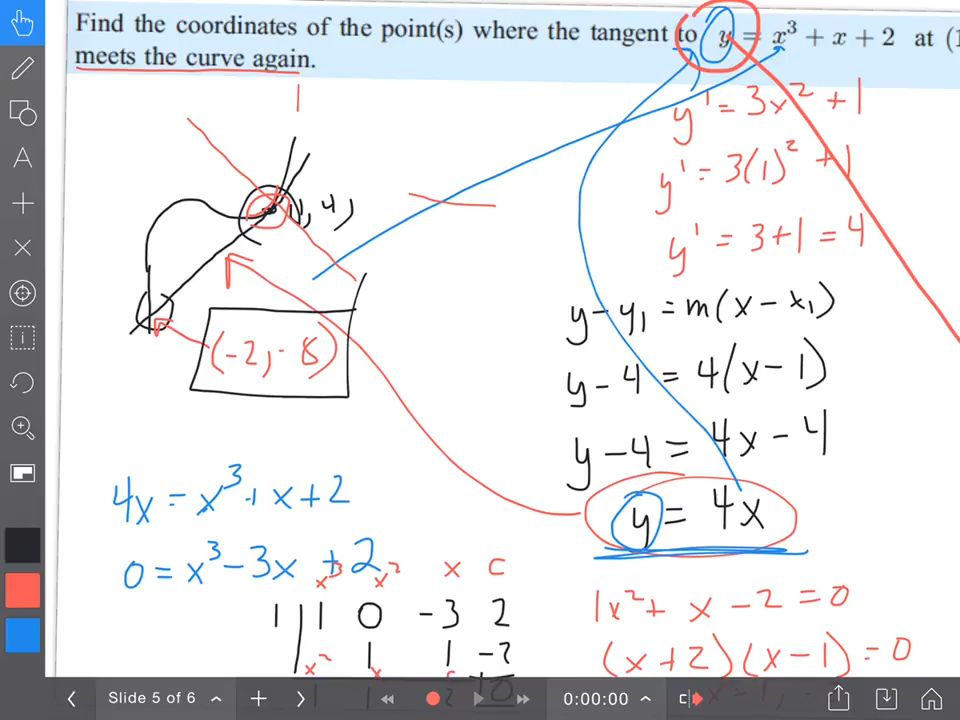 Find the coordinates of the point(s) where the tangent to y = x³ + x + 2 at (1
meets the curve again.
y' = 3x² + 1
y' = 3(1)² + 1
y' = 3+1 = 4
(1, 4)
y - y₁ = m(x - x₁)
y - 4 = 4(x - 1)
y - 4 = 4x - 4
y = 4x
(-2, -8)
4x = x³ + x + 2
0 = x³ - 3x + 2
x³ x² x c
1 | 1 0 -3 2
1 1 -2
x² x c
1x² + x - 2 = 0
(x + 2)(x - 1) = 0
Slide 5 of 6
0:00:00